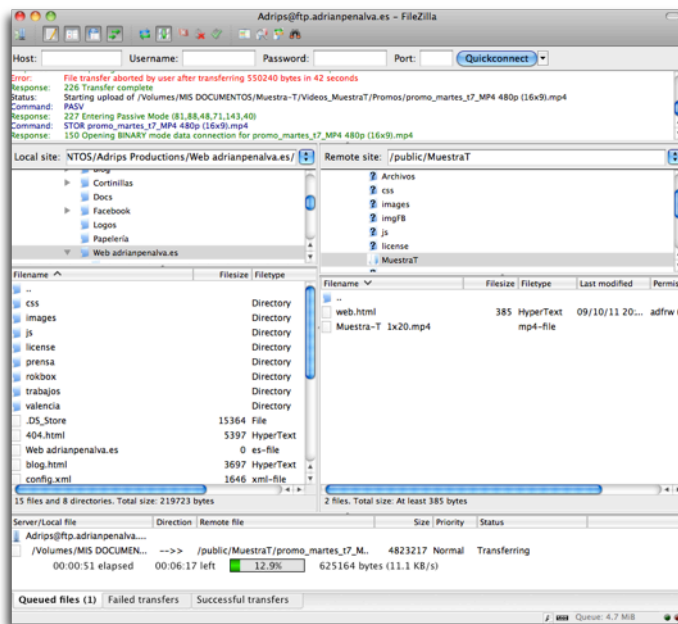 Adrips@ftp.adrianpenalva.es - FileZilla
Host: Username: Password: Port: Quickconnect
Error: File transfer aborted by user after transferring 550240 bytes in 42 seconds
Response: 226 Transfer complete
Status: Starting upload of /Volumes/MIS DOCUMENTOS/Muestra-T/Videos_MuestraT/Promos/promo_martes_t7_MP4 480p (16x9).mp4
Command: PASV
Response: 227 Entering Passive Mode (81,88,48,71,143,40)
Command: STOR promo_martes_t7_MP4 480p (16x9).mp4
Response: 150 Opening BINARY mode data connection for promo_martes_t7_MP4 480p (16x9).mp4
Local site: NTOS/Adrips Productions/Web adrianpenalva.es/
Blog
Cortinillas
Docs
Facebook
Logos
Papelería
Web adrianpenalva.es
Filename Filesize Filetype
..
css Directory
images Directory
js Directory
license Directory
prensa Directory
rokbox Directory
trabajos Directory
valencia Directory
.DS_Store 15364 File
404.html 5397 HyperText
Web adrianpenalva.es 0 es-file
blog.html 3697 HyperText
config.xml 1646 xml-file
15 files and 8 directories. Total size: 219723 bytes
Remote site: /public/MuestraT
Archivos
css
images
imgFB
js
license
MuestraT
Filename Filesize Filetype Last modified Permis
..
web.html 385 HyperText 09/10/11 20:... adfrw
Muestra-T 1x20.mp4 mp4-file
2 files. Total size: At least 385 bytes
Server/Local file Direction Remote file Size Priority Status
Adrips@ftp.adrianpenalva....
/Volumes/MIS DOCUMEN... -->> /public/MuestraT/promo_martes_t7_M.. 4823217 Normal Transferring
00:00:51 elapsed 00:06:17 left 12.9% 625164 bytes (11.1 KB/s)
Queued files (1) Failed transfers Successful transfers
Queue: 4.7 MiB